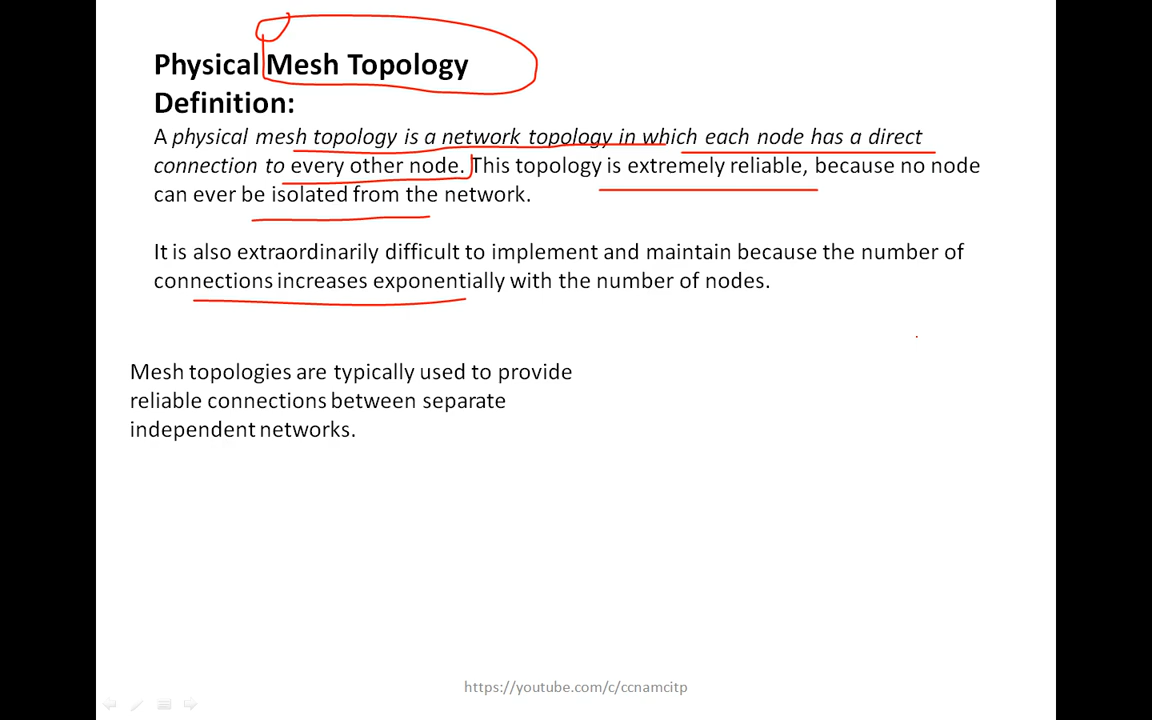 Physical Mesh Topology
Definition:
A physical mesh topology is a network topology in which each node has a direct
connection to every other node. This topology is extremely reliable, because no node
can ever be isolated from the network.
It is also extraordinarily difficult to implement and maintain because the number of
connections increases exponentially with the number of nodes.
Mesh topologies are typically used to provide
reliable connections between separate
independent networks.
https://youtube.com/c/ccnamcitp